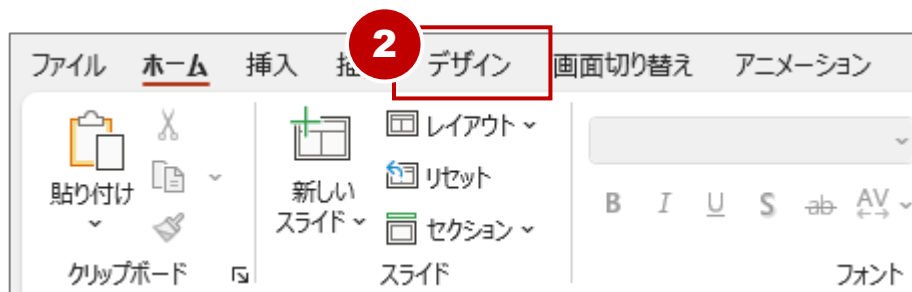 2
ファイル ホーム 挿入 デザイン 画面切り替え アニメーション
貼り付け
新しい
スライド
レイアウト
リセット
セクション
B I U S ab AV
クリップボード スライド フォント